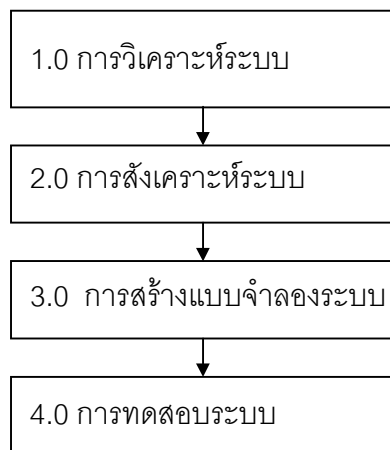 1.0 การวิเคราะห์ระบบ
2.0 การสังเคราะห์ระบบ
3.0 การสร้างแบบจำลองระบบ
4.0 การทดสอบระบบ